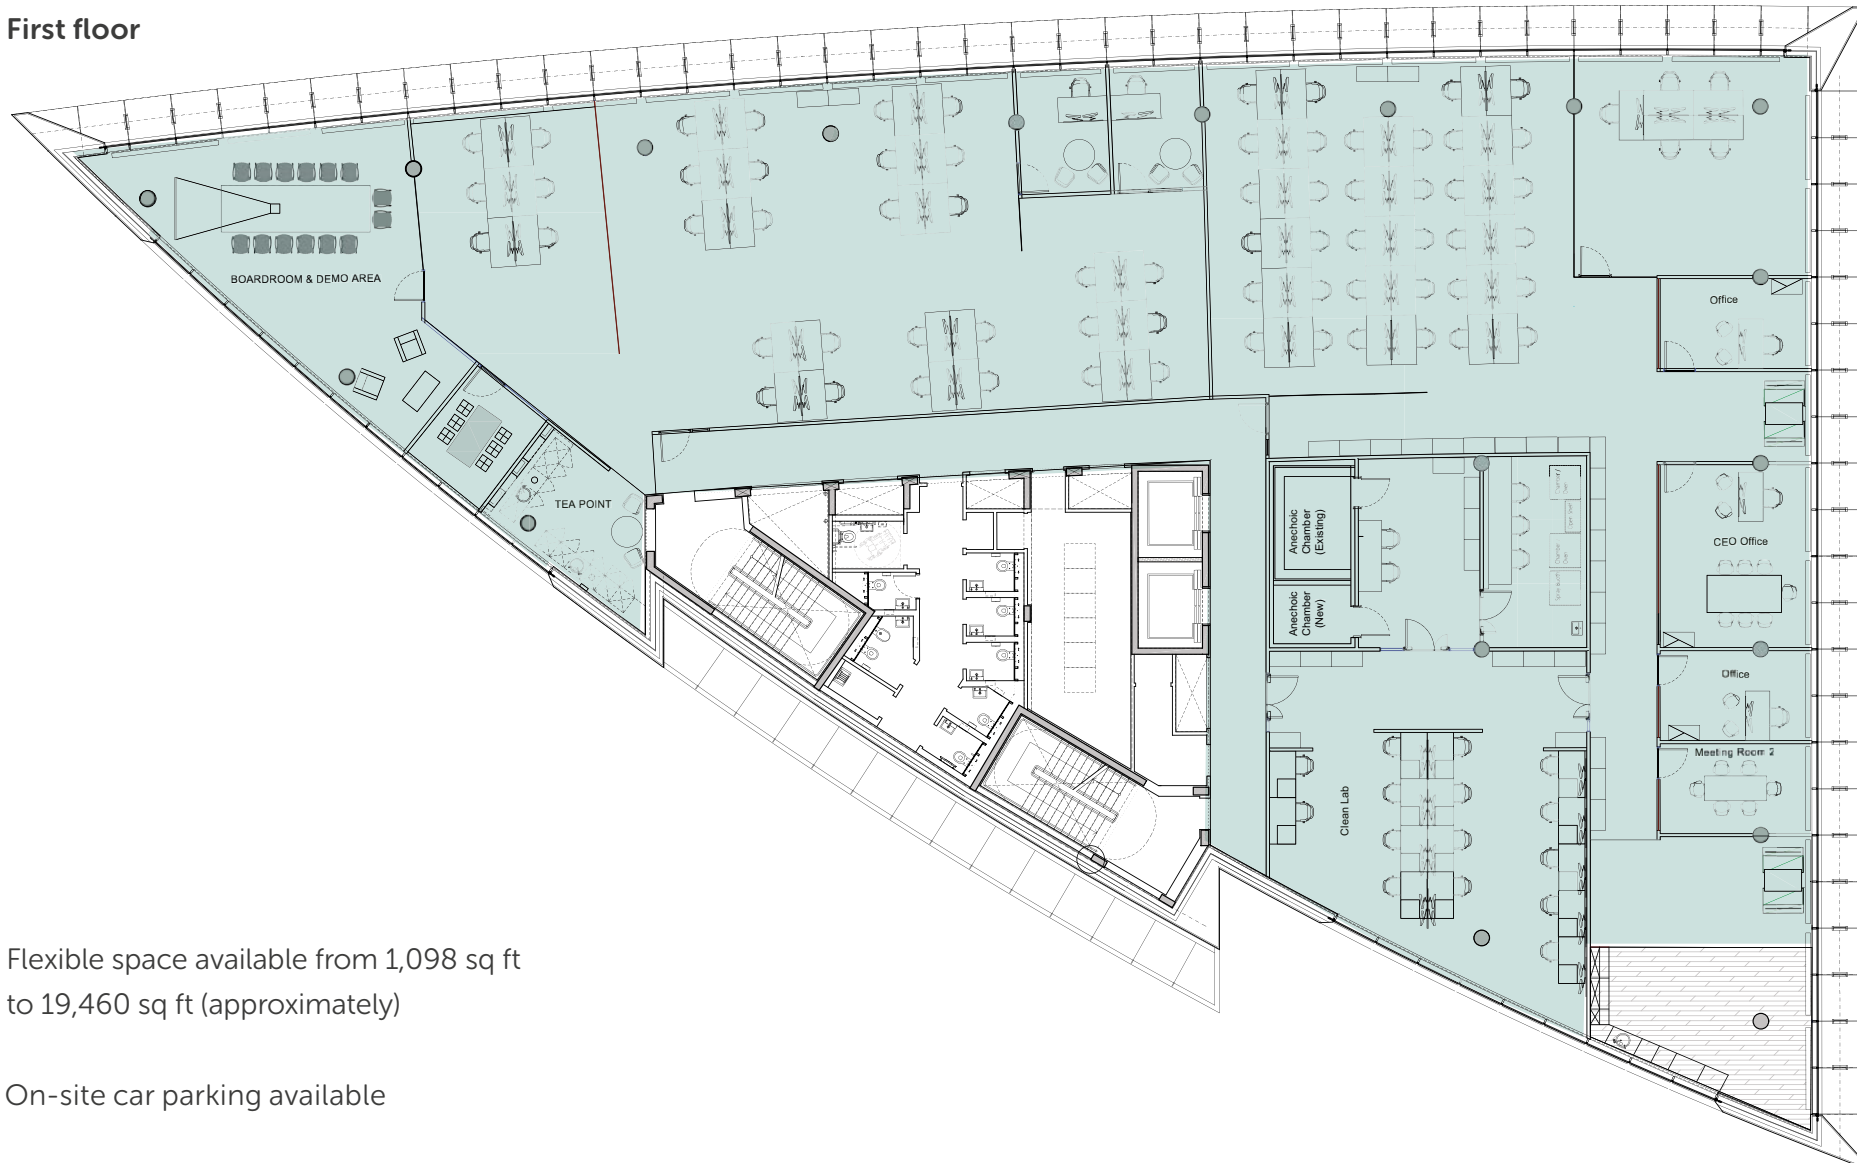 First floor
BOARDROOM & DEMO AREA
TEA POINT
Office
CEO Office
Office
Meeting Room 2
Anechoic
Chamber
(Existing)
Anechoic
Chamber
(New)
Clean Lab
Flexible space available from 1,098 sq ft
to 19,460 sq ft (approximately)
On-site car parking available